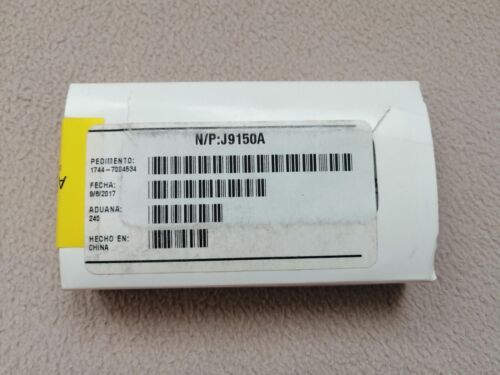 N/P:J9150A
PEDIMENTO:
1744-7004534
FECHA:
9/6/2017
ADUANA:
240
HECHO EN:
CHINA